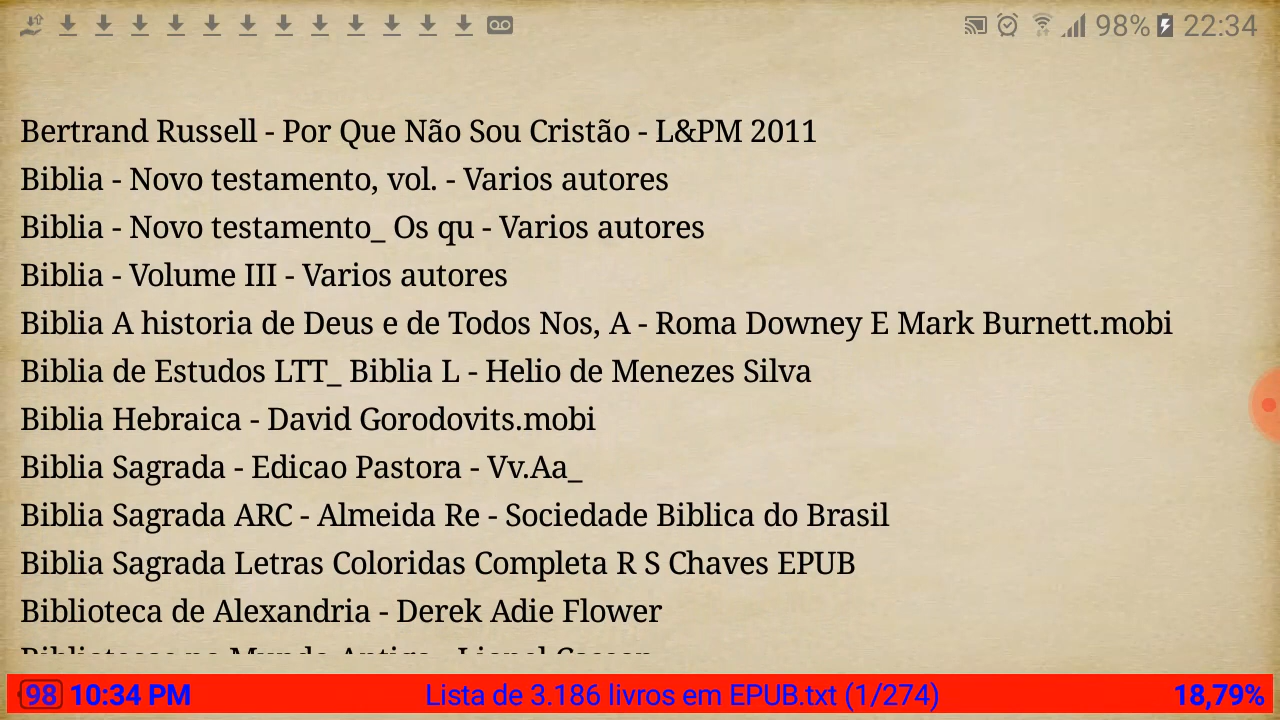 98% 22:34
Bertrand Russell - Por Que Não Sou Cristão - L&PM 2011
Biblia - Novo testamento, vol. - Varios autores
Biblia - Novo testamento_ Os qu - Varios autores
Biblia - Volume III - Varios autores
Biblia A historia de Deus e de Todos Nos, A - Roma Downey E Mark Burnett.mobi
Biblia de Estudos LTT_ Biblia L - Helio de Menezes Silva
Biblia Hebraica - David Gorodovits.mobi
Biblia Sagrada - Edicao Pastora - Vv.Aa_
Biblia Sagrada ARC - Almeida Re - Sociedade Biblica do Brasil
Biblia Sagrada Letras Coloridas Completa R S Chaves EPUB
Biblioteca de Alexandria - Derek Adie Flower
98 10:34 PM Lista de 3.186 livros em EPUB.txt (1/274) 18,79%